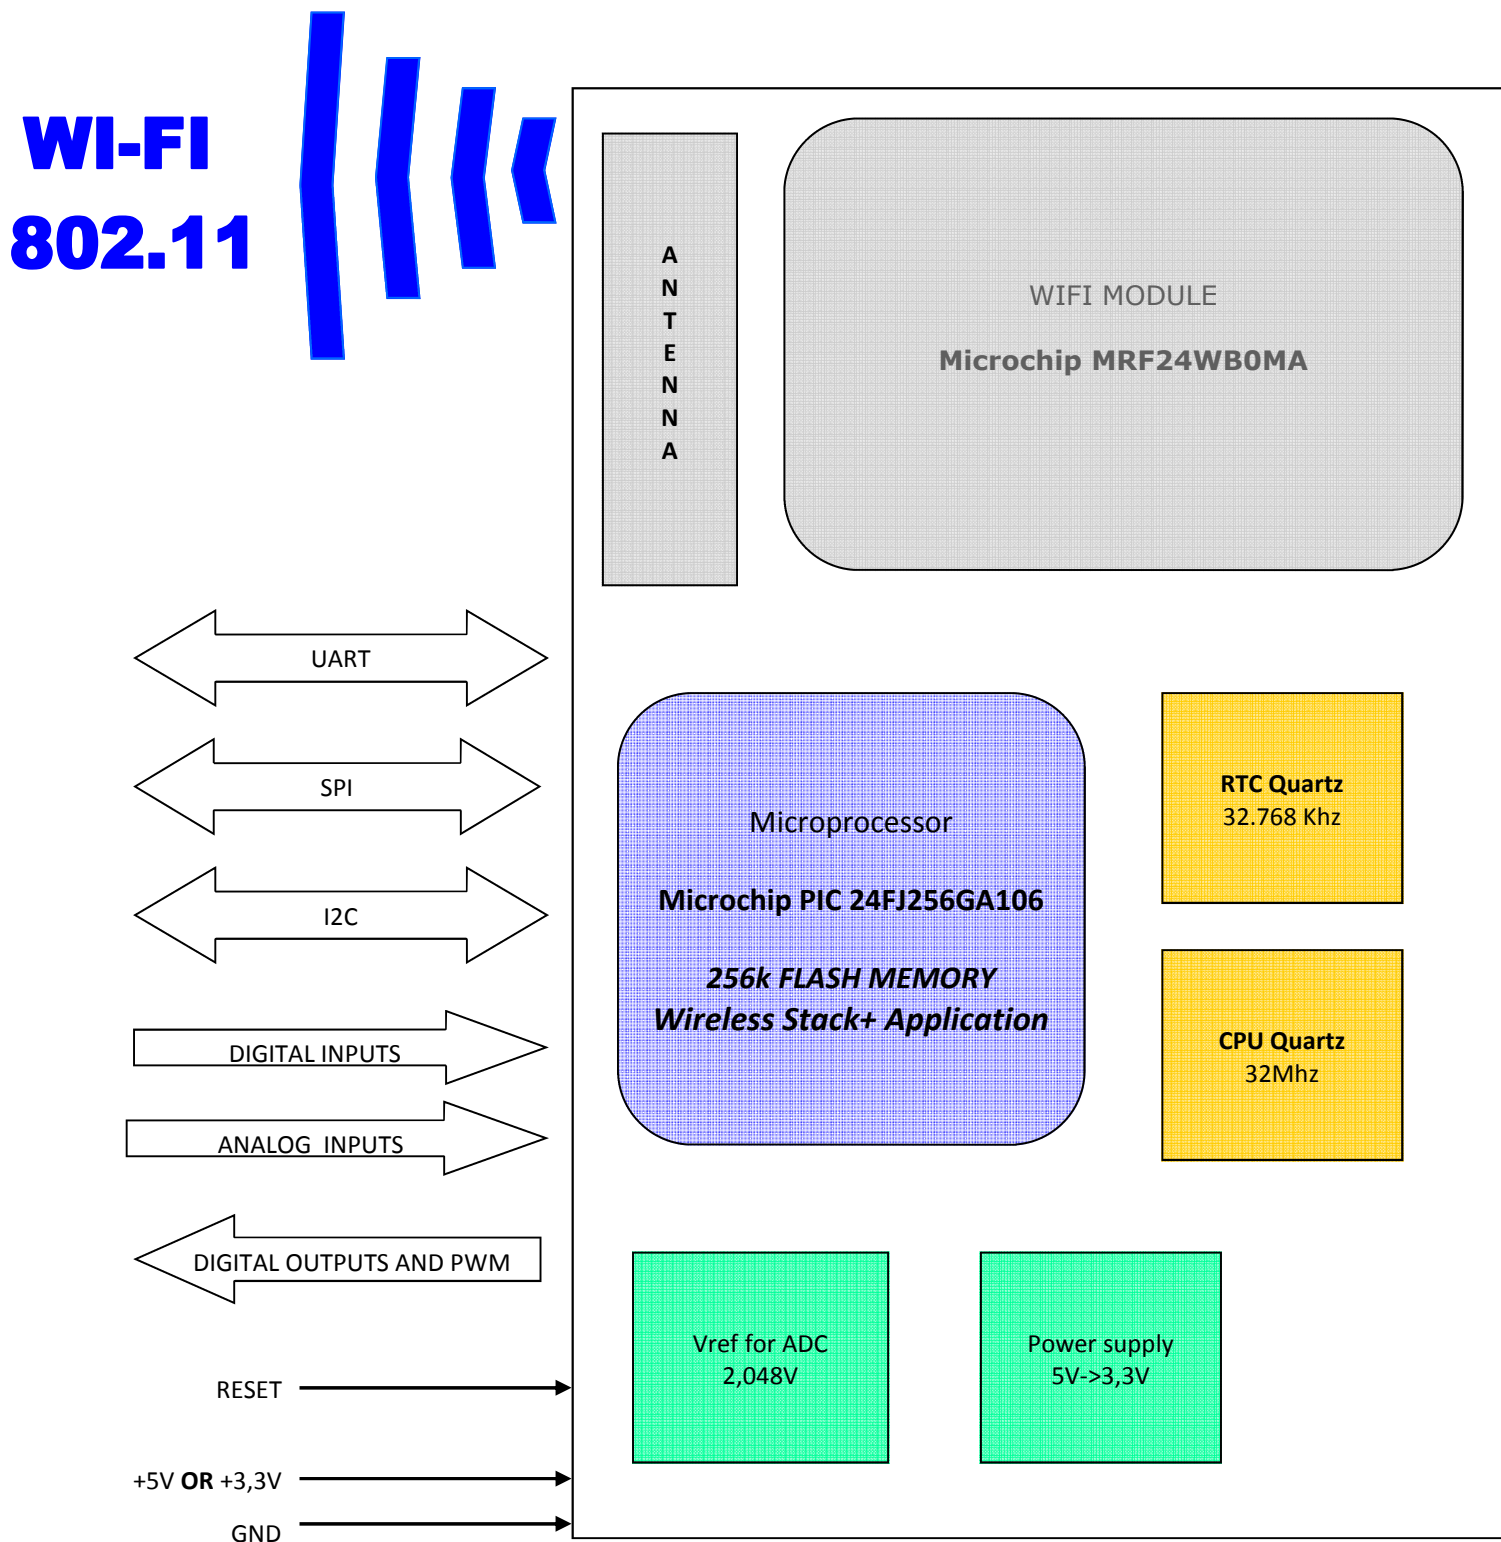 WI-FI
802.11
A
N
T
E
N
N
A
WIFI MODULE
Microchip MRF24WB0MA
UART
SPI
I2C
DIGITAL INPUTS
ANALOG  INPUTS
DIGITAL OUTPUTS AND PWM
RESET
+5V OR +3,3V
GND
Microprocessor
Microchip PIC 24FJ256GA106
256k FLASH MEMORY
Wireless Stack+ Application
RTC Quartz
32.768 Khz
CPU Quartz
32Mhz
Vref for ADC
2,048V
Power supply
5V->3,3V